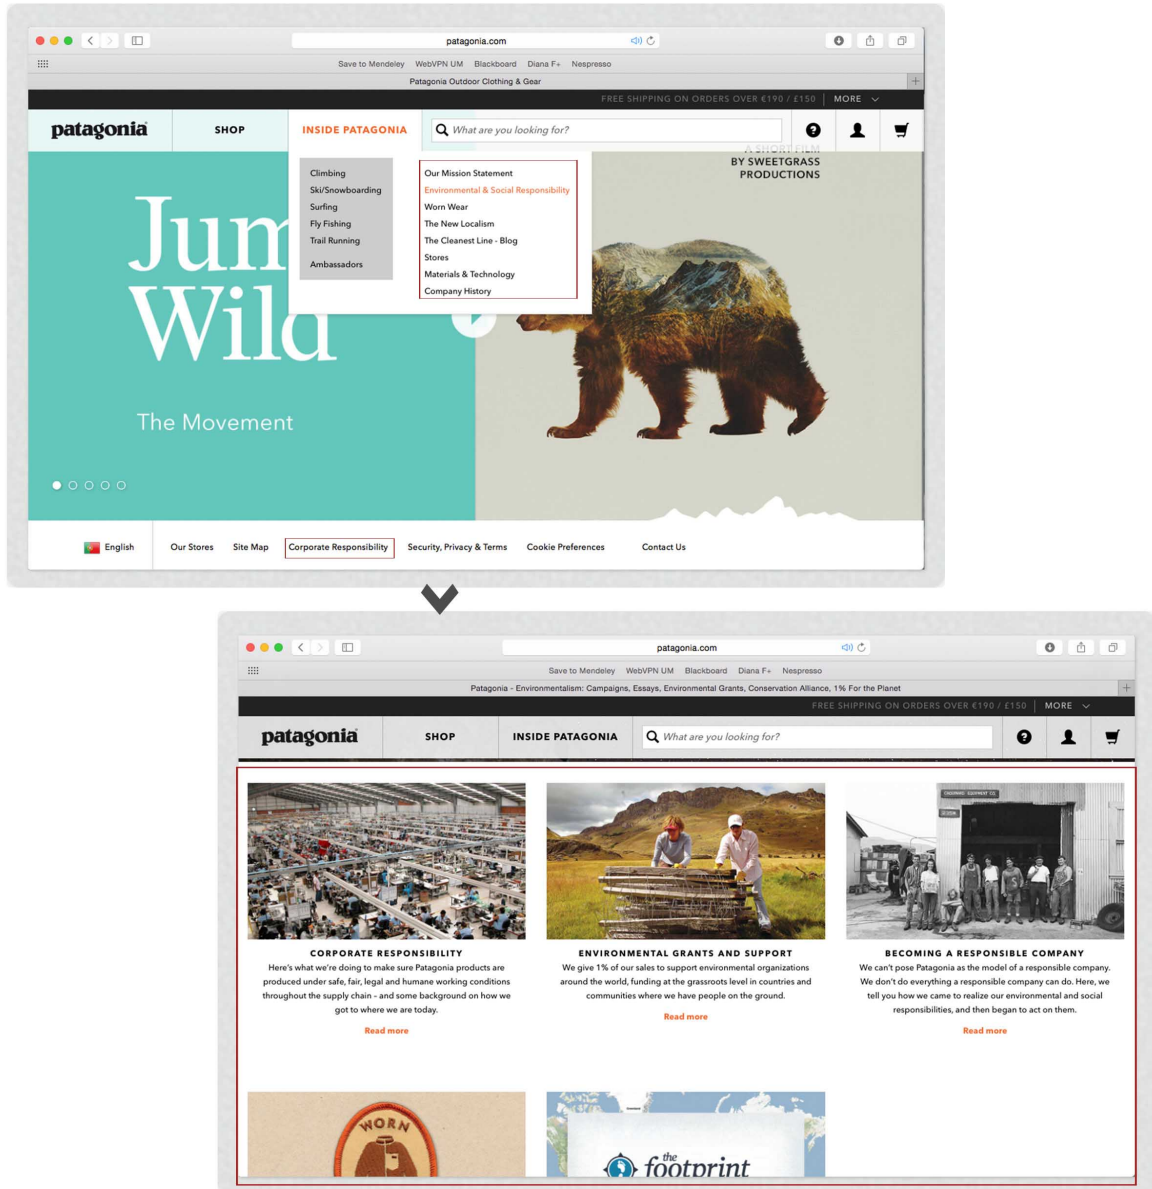 patagonia.com
Save to Mendeley WebVPN UM Blackboard Diana F+ Nespresso
Patagonia Outdoor Clothing & Gear
FREE SHIPPING ON ORDERS OVER €190 / £150 | MORE
patagonia SHOP INSIDE PATAGONIA What are you looking for?
A SHORT FILM
BY SWEETGRASS
PRODUCTIONS
Climbing
Ski/Snowboarding
Surfing
Fly Fishing
Trail Running
Ambassadors
Our Mission Statement
Environmental & Social Responsibility
Worn Wear
The New Localism
The Cleanest Line - Blog
Stores
Materials & Technology
Company History
Jum
Wild
The Movement
English Our Stores Site Map Corporate Responsibility Security, Privacy & Terms Cookie Preferences Contact Us
patagonia.com
Save to Mendeley WebVPN UM Blackboard Diana F+ Nespresso
Patagonia - Environmentalism: Campaigns, Essays, Environmental Grants, Conservation Alliance, 1% For the Planet
FREE SHIPPING ON ORDERS OVER €190 / £150 | MORE
patagonia SHOP INSIDE PATAGONIA What are you looking for?
CORPORATE RESPONSIBILITY
Here's what we're doing to make sure Patagonia products are
produced under safe, fair, legal and humane working conditions
throughout the supply chain – and some background on how we
got to where we are today.
Read more
ENVIRONMENTAL GRANTS AND SUPPORT
We give 1% of our sales to support environmental organizations
around the world, funding at the grassroots level in countries and
communities where we have people on the ground.
Read more
BECOMING A RESPONSIBLE COMPANY
We can't pose Patagonia as the model of a responsible company.
We don't do everything a responsible company can do. Here, we
tell you how we came to realize our environmental and social
responsibilities, and then began to act on them.
Read more
WORN
the
footprint